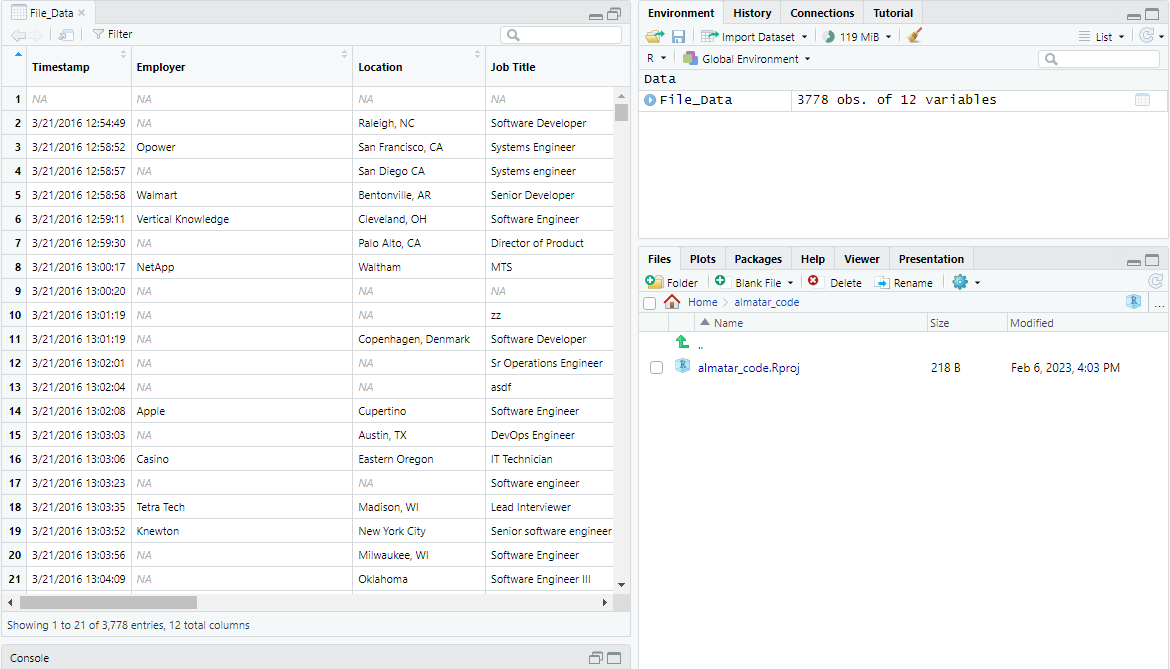 File_Data
Filter
Timestamp Employer Location Job Title
1 NA NA NA NA
2 3/21/2016 12:54:49 NA Raleigh, NC Software Developer
3 3/21/2016 12:58:52 Opower San Francisco, CA Systems Engineer
4 3/21/2016 12:58:57 NA San Diego CA Systems engineer
5 3/21/2016 12:58:58 Walmart Bentonville, AR Senior Developer
6 3/21/2016 12:59:11 Vertical Knowledge Cleveland, OH Software Engineer
7 3/21/2016 12:59:30 NA Palo Alto, CA Director of Product
8 3/21/2016 13:00:17 NetApp Waltham MTS
9 3/21/2016 13:00:20 NA NA NA
10 3/21/2016 13:01:19 NA NA zz
11 3/21/2016 13:01:19 NA Copenhagen, Denmark Software Developer
12 3/21/2016 13:02:01 NA NA Sr Operations Engineer
13 3/21/2016 13:02:04 NA NA asdf
14 3/21/2016 13:02:08 Apple Cupertino Software Engineer
15 3/21/2016 13:03:03 NA Austin, TX DevOps Engineer
16 3/21/2016 13:03:06 Casino Eastern Oregon IT Technician
17 3/21/2016 13:03:23 NA NA Software engineer
18 3/21/2016 13:03:35 Tetra Tech Madison, WI Lead Interviewer
19 3/21/2016 13:03:52 Knewton New York City Senior software engineer
20 3/21/2016 13:03:56 NA Milwaukee, WI Software Engineer
21 3/21/2016 13:04:09 NA Oklahoma Software Engineer III
Showing 1 to 21 of 3,778 entries, 12 total columns
Console
Environment History Connections Tutorial
Import Dataset 119 MiB List
R Global Environment
Data
File_Data 3778 obs. of 12 variables
Files Plots Packages Help Viewer Presentation
Folder Blank File Delete Rename
Home almatar_code R ...
Name Size Modified
..
R almatar_code.Rproj 218 B Feb 6, 2023, 4:03 PM